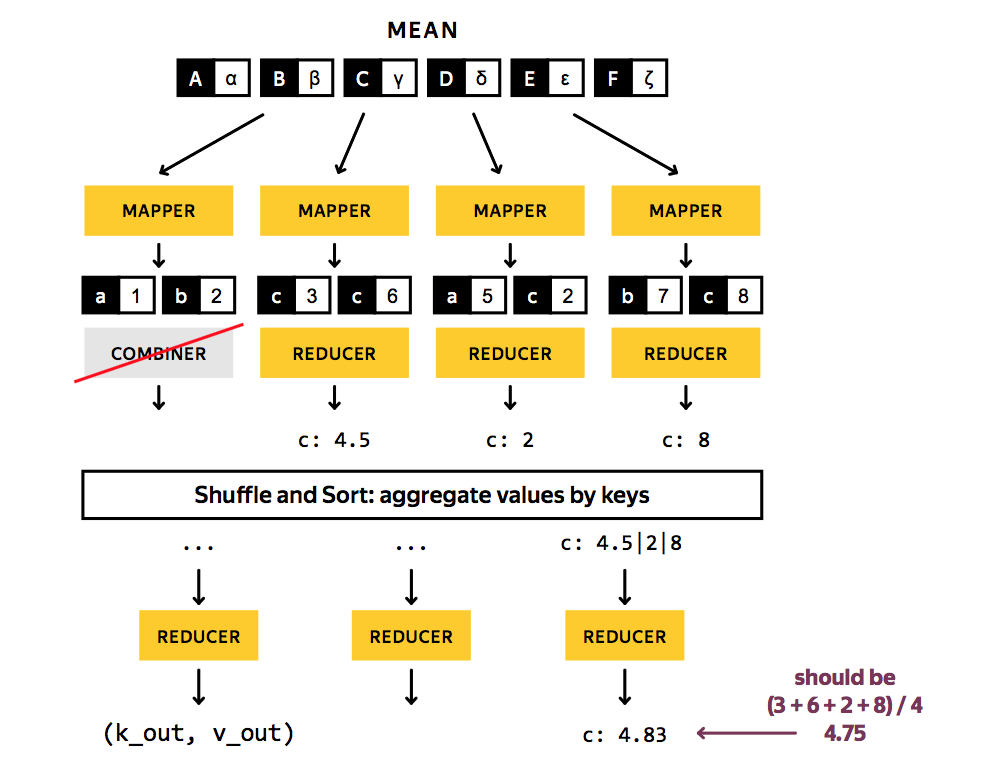 MEAN
A α B β C γ D δ E ε F ζ
MAPPER MAPPER MAPPER MAPPER
a 1 b 2 c 3 c 6 a 5 c 2 b 7 c 8
COMBINER REDUCER REDUCER REDUCER
c: 4.5 c: 2 c: 8
Shuffle and Sort: aggregate values by keys
... ... c: 4.5|2|8
REDUCER REDUCER REDUCER
should be
(3 + 6 + 2 + 8) / 4
(k_out, v_out) c: 4.83 4.75